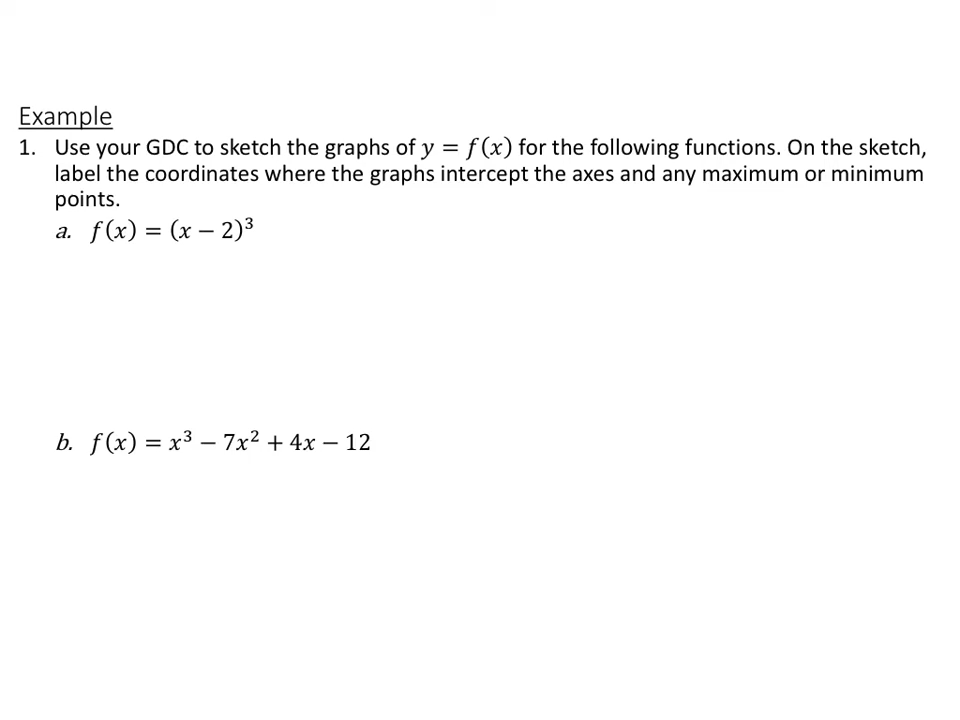 Example
1. Use your GDC to sketch the graphs of y = f(x) for the following functions. On the sketch,
label the coordinates where the graphs intercept the axes and any maximum or minimum
points.
a. f(x) = (x − 2)³
b. f(x) = x³ − 7x² + 4x − 12